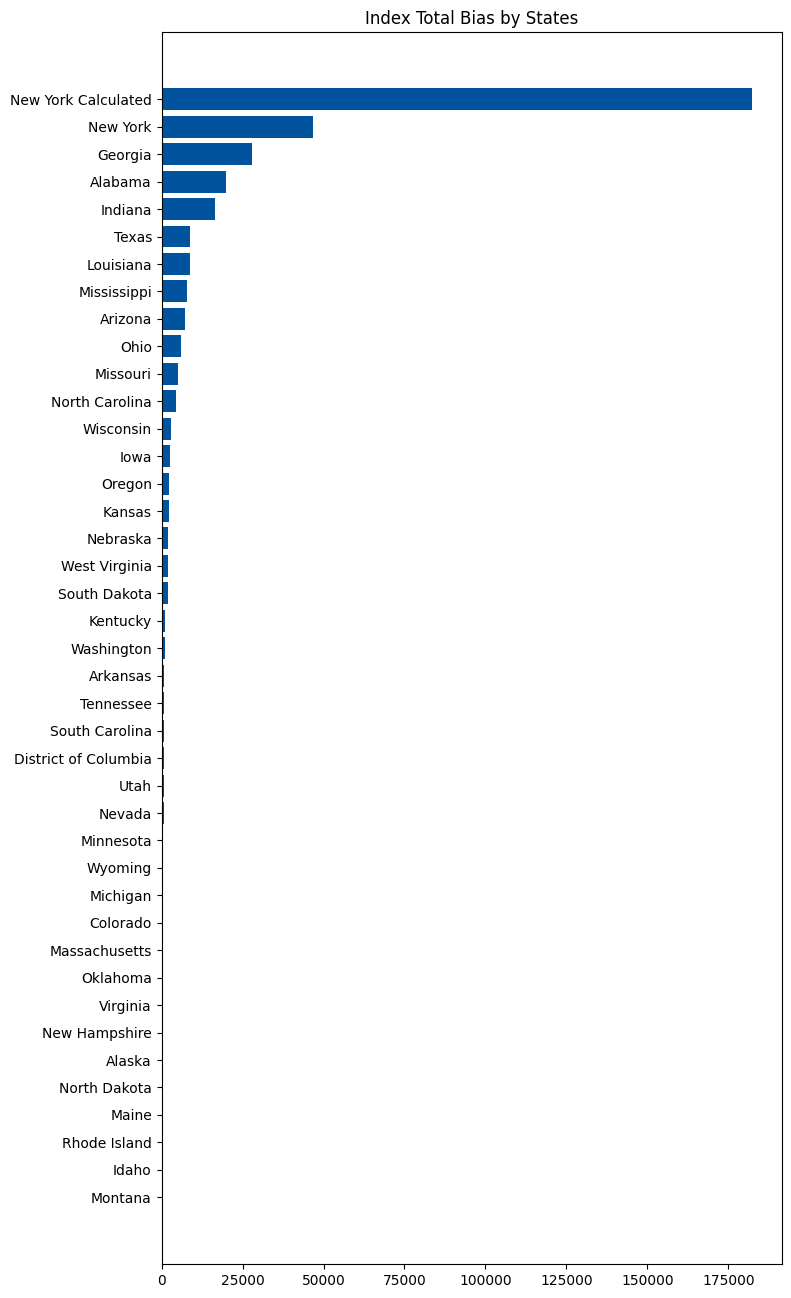 Index Total Bias by States
New York Calculated
New York
Georgia
Alabama
Indiana
Texas
Louisiana
Mississippi
Arizona
Ohio
Missouri
North Carolina
Wisconsin
Iowa
Oregon
Kansas
Nebraska
West Virginia
South Dakota
Kentucky
Washington
Arkansas
Tennessee
South Carolina
District of Columbia
Utah
Nevada
Minnesota
Wyoming
Michigan
Colorado
Massachusetts
Oklahoma
Virginia
New Hampshire
Alaska
North Dakota
Maine
Rhode Island
Idaho
Montana
0 25000 50000 75000 100000 125000 150000 175000